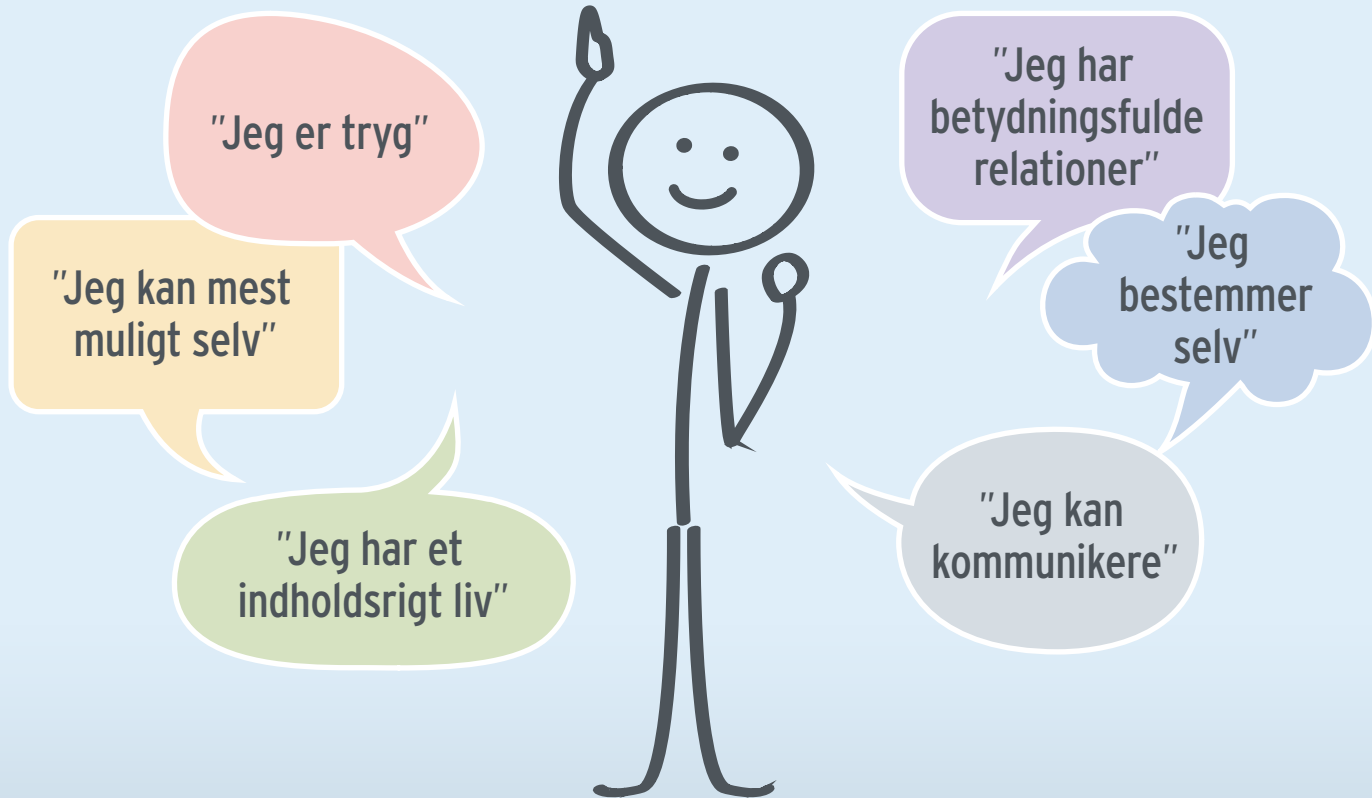 "Jeg er tryg"
"Jeg kan mest
muligt selv"
"Jeg har et
indholdsrigt liv"
"Jeg har
betydningsfulde
relationer"
"Jeg
bestemmer
selv"
"Jeg kan
kommunikere"